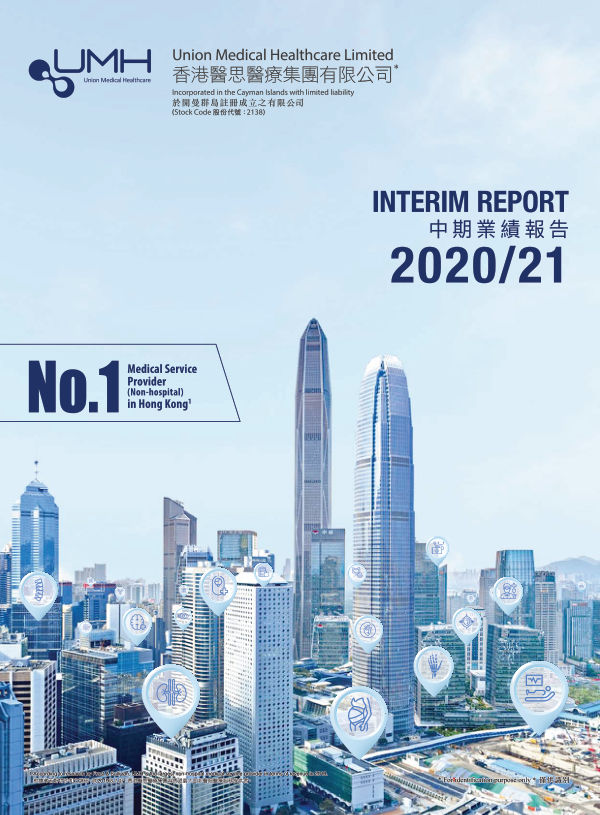 UMH
Union Medical Healthcare
Union Medical Healthcare Limited
香港醫思醫療集團有限公司*
Incorporated in the Cayman Islands with limited liability
於開曼群島註冊成立之有限公司
(Stock Code 股份代號：2138)
INTERIM REPORT
中期業績報告
2020/21
No.1
Medical Service
Provider
(Non-hospital)
in Hong Kong¹
* For identification purpose only * 僅供識別